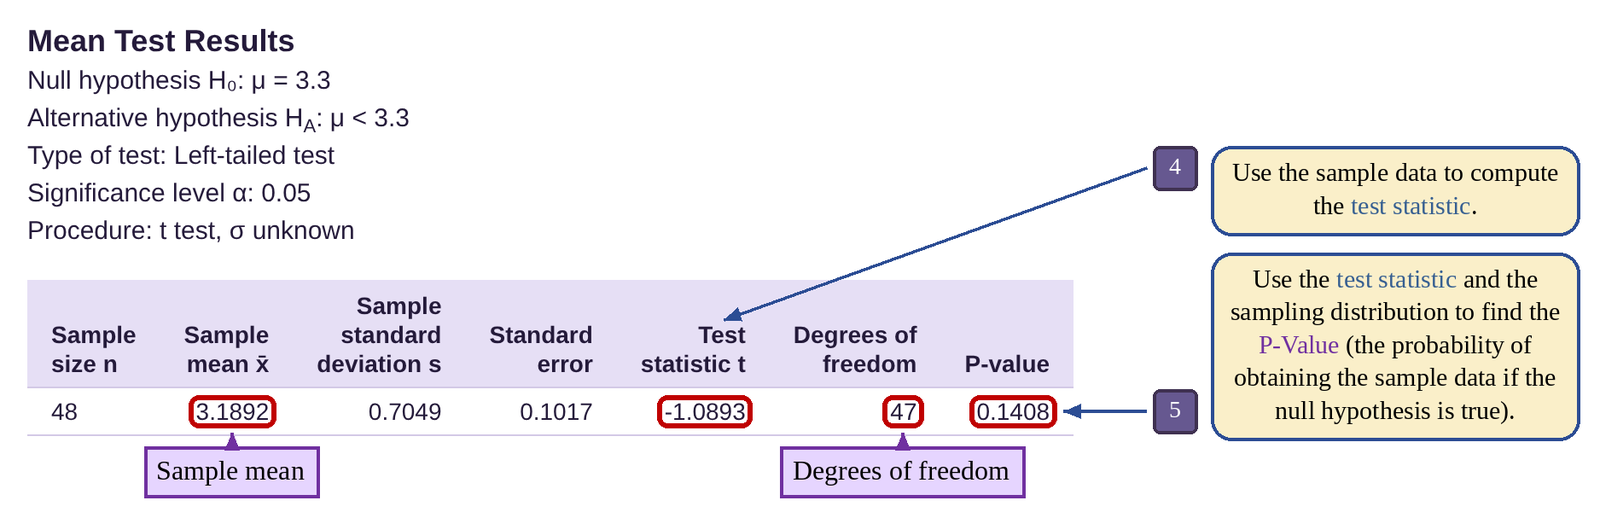 Mean Test Results
Null hypothesis H₀: μ = 3.3
Alternative hypothesis H_A: μ < 3.3
Type of test: Left-tailed test
Significance level α: 0.05
Procedure: t test, σ unknown
4
Use the sample data to compute
the test statistic.
Sample
size n
Sample
mean x̄
Sample
standard
deviation s
Standard
error
Test
statistic t
Degrees of
freedom
P-value
48 3.1892 0.7049 0.1017 -1.0893 47 0.1408
Sample mean
Degrees of freedom
5
Use the test statistic and the
sampling distribution to find the
P-Value (the probability of
obtaining the sample data if the
null hypothesis is true).